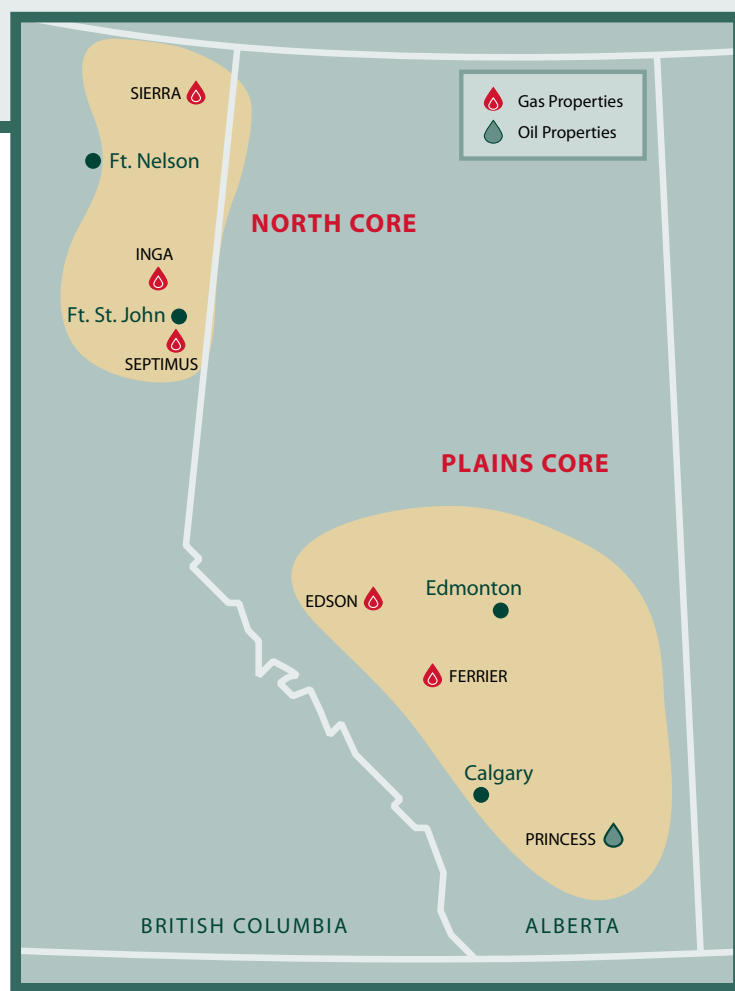 SIERRA
Gas Properties
Oil Properties
Ft. Nelson
NORTH CORE
INGA
Ft. St. John
SEPTIMUS
PLAINS CORE
EDSON
Edmonton
FERRIER
Calgary
PRINCESS
BRITISH COLUMBIA
ALBERTA